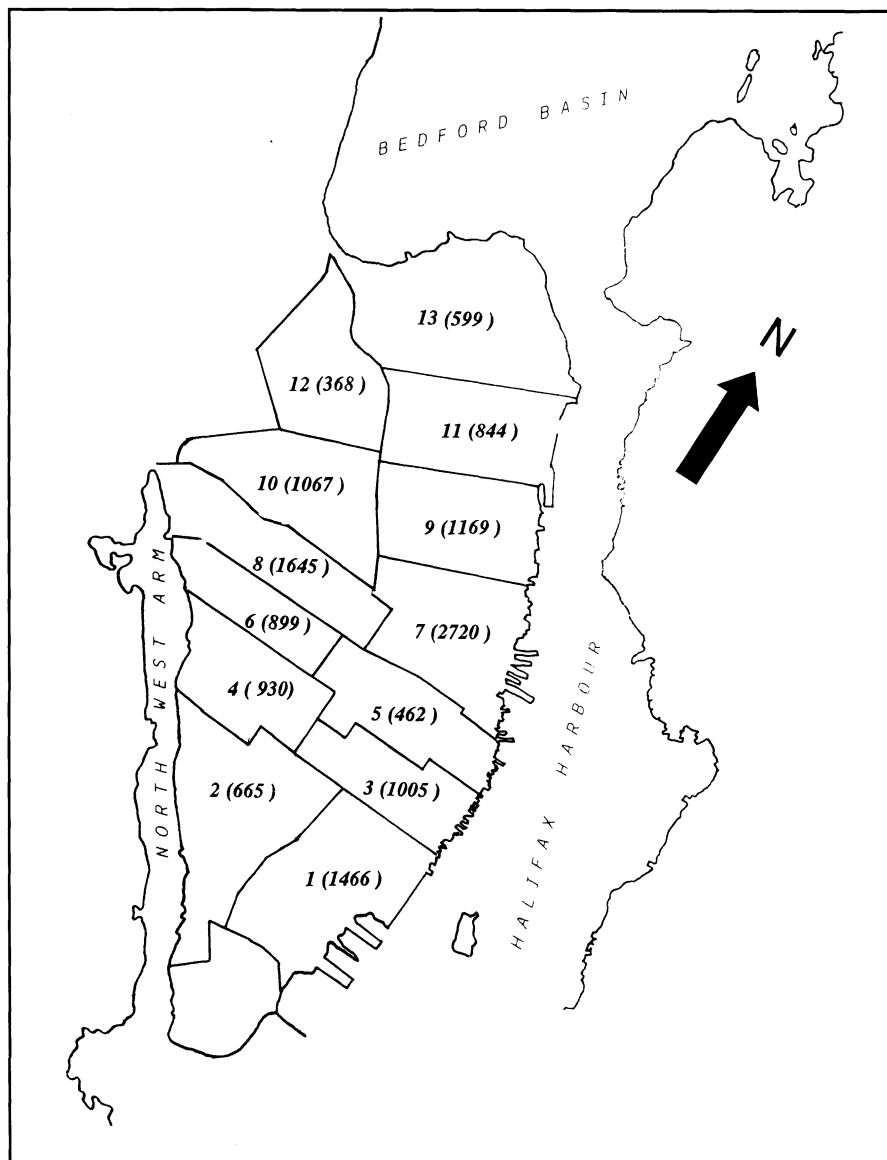 BEDFORD BASIN
N
13 (599 )
12 (368 )
11 (844 )
10 (1067 )
9 (1169 )
8 (1645 )
7 (2720 )
6 (899 )
5 (462 )
4 ( 930)
3 (1005 )
2 (665 )
1 (1466 )
NORTH WEST ARM
HALIFAX HARBOUR